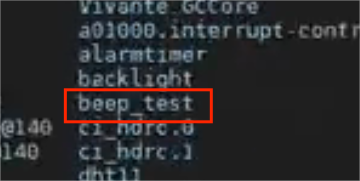 Vivante GCCore
a01000.interrupt-contr
alarmtimer
backlight
beep_test
@140 ci_hdrc.0
140 ci_hdrc.1
dht11